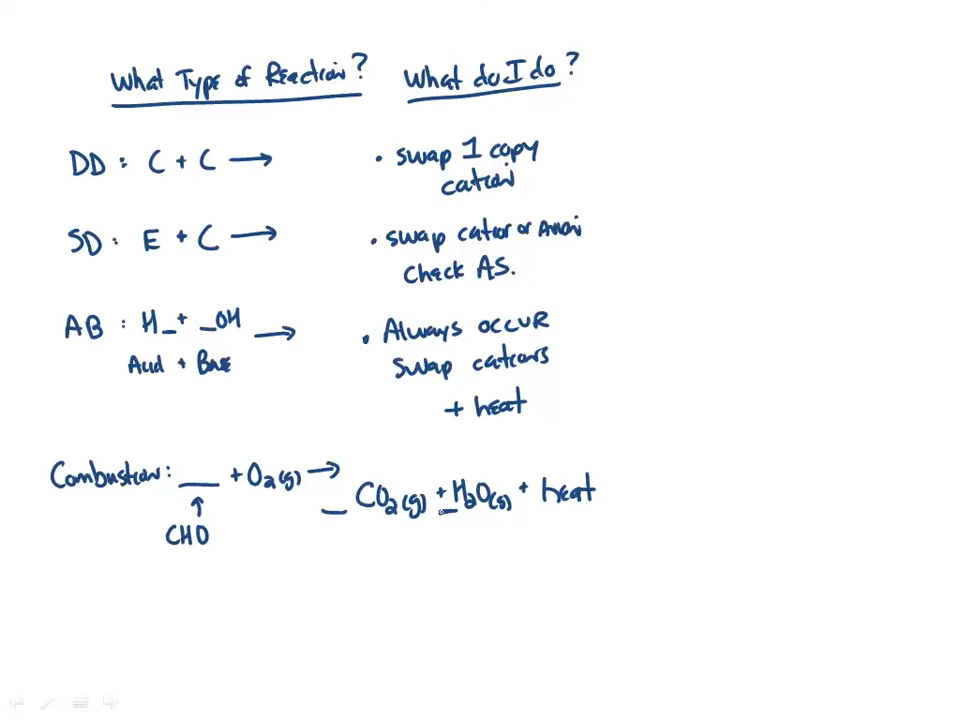 What Type of Reaction? What do I do?
DD: C + C → • swap 1 copy
cation
SD: E + C → • swap cation or Anion
Check AS.
AB: H_ + _OH → • Always occur
Acid + Base swap cations
+ heat
Combustion: __ + O₂(g) → _ CO₂(g) + _ H₂O(g) + heat
↑
CHO